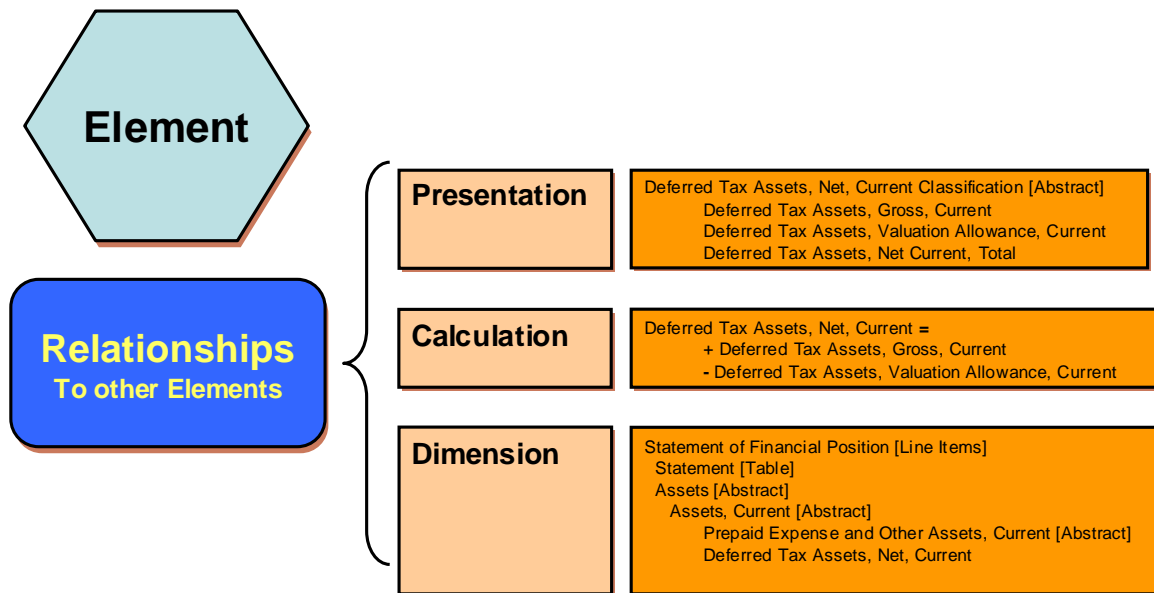 Element
Relationships
To other Elements
Presentation
Deferred Tax Assets, Net, Current Classification [Abstract]
Deferred Tax Assets, Gross, Current
Deferred Tax Assets, Valuation Allowance, Current
Deferred Tax Assets, Net Current, Total
Calculation
Deferred Tax Assets, Net, Current =
+ Deferred Tax Assets, Gross, Current
- Deferred Tax Assets, Valuation Allowance, Current
Dimension
Statement of Financial Position [Line Items]
Statement [Table]
Assets [Abstract]
Assets, Current [Abstract]
Prepaid Expense and Other Assets, Current [Abstract]
Deferred Tax Assets, Net, Current